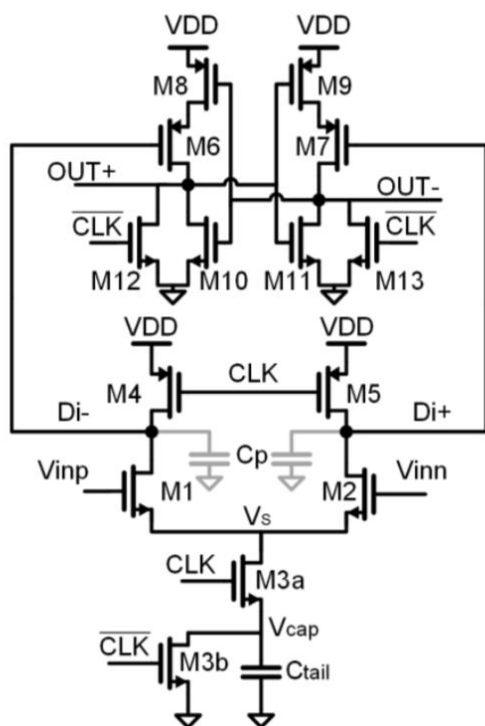 VDD VDD
M8 M9
M6 M7
OUT+ OUT-
CLK CLK
M12 M10 M11 M13
VDD VDD
M4 CLK M5
Di- Di+
Cp
Vinp Vinn
M1 M2
Vs
CLK M3a
Vcap
CLK M3b Ctail